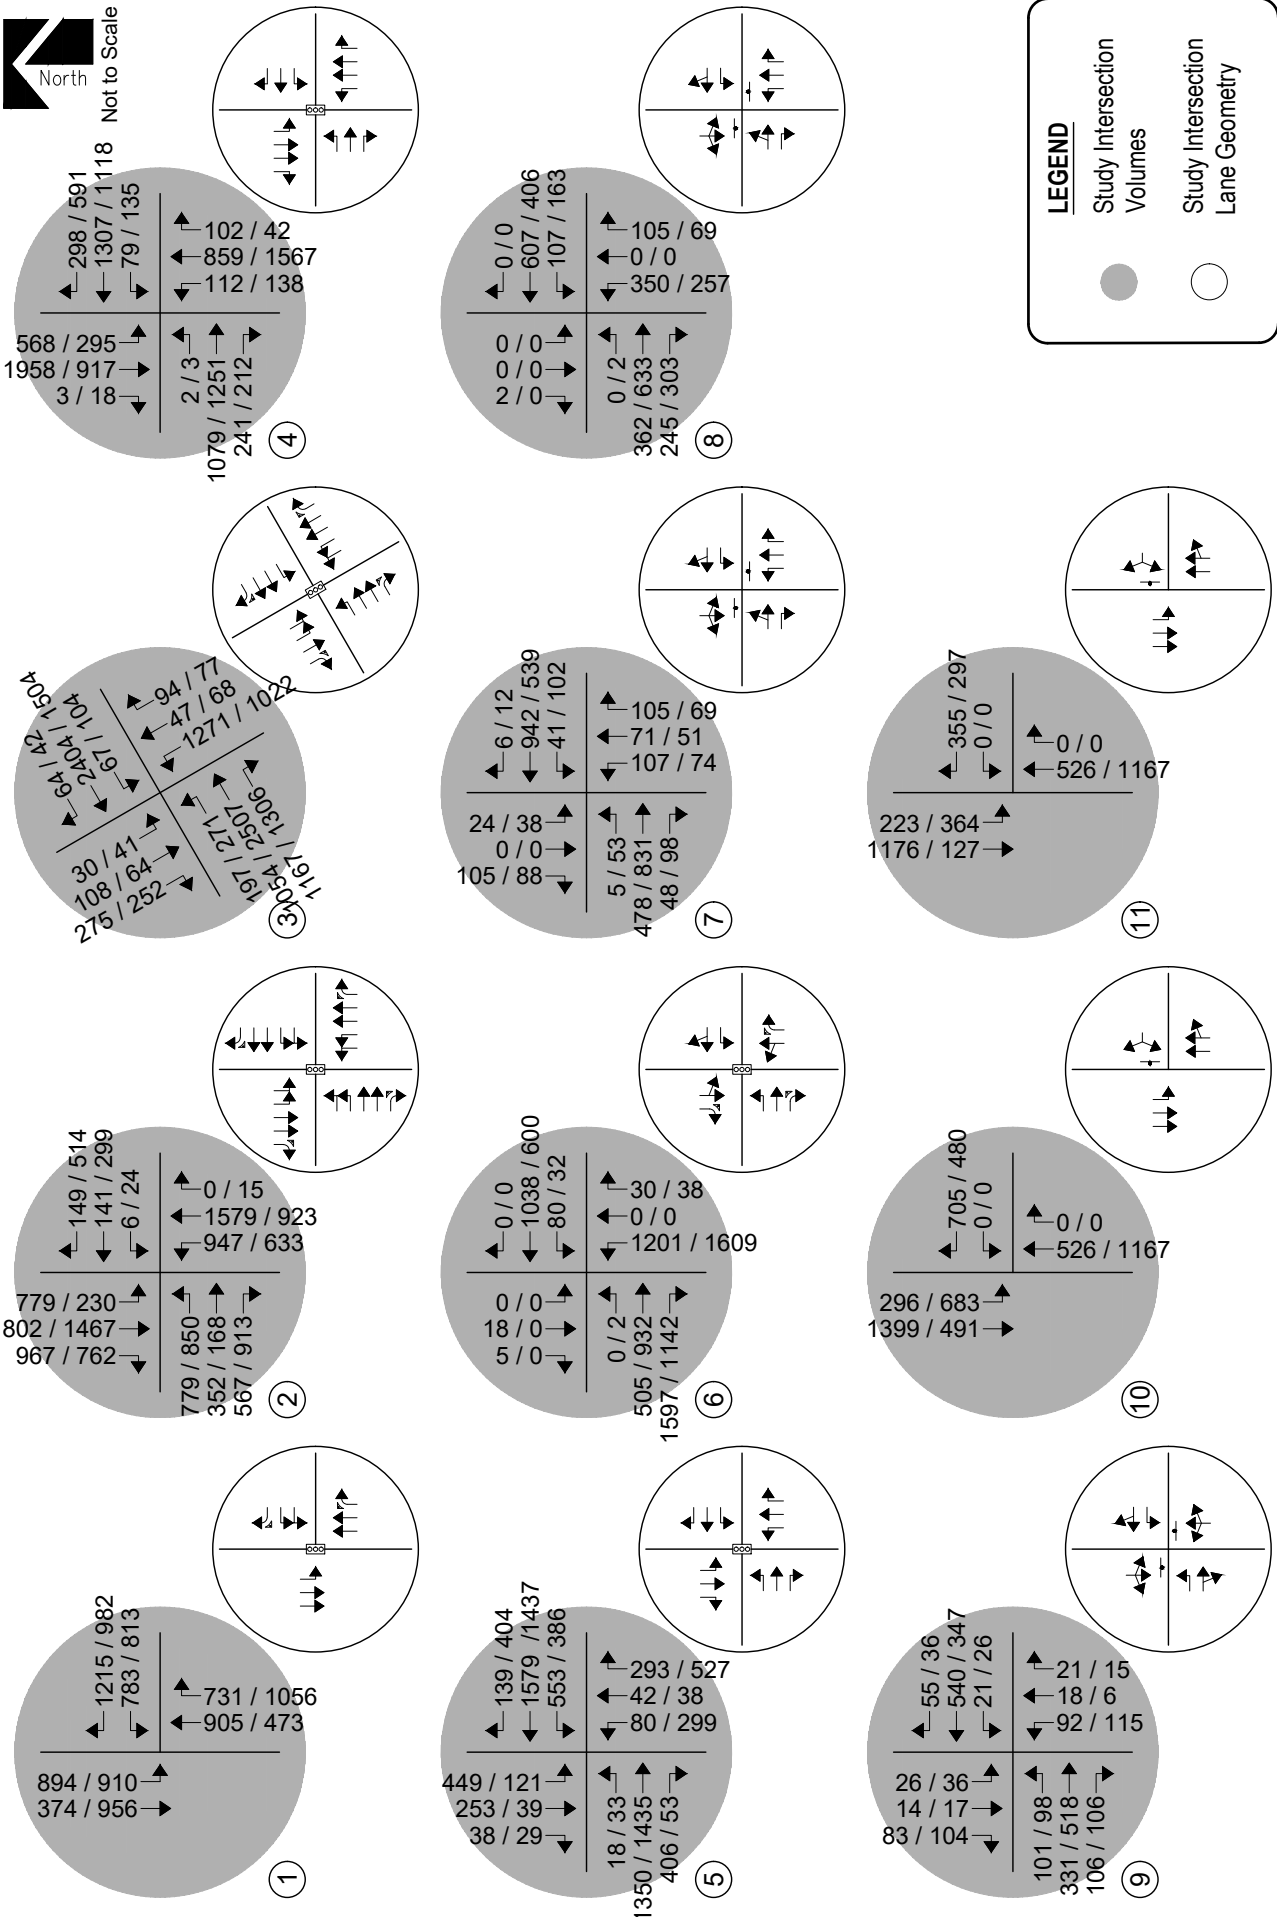 North
Not to Scale
298 / 591
1307 / 1118
79 / 135
102 / 42
859 / 1567
112 / 138
568 / 295
1958 / 917
3 / 18
2 / 3
1079 / 1251
241 / 212
4
0 / 0
607 / 406
107 / 163
105 / 69
0 / 0
350 / 257
0 / 0
0 / 0
2 / 0
0 / 2
362 / 633
245 / 303
8
LEGEND
Study Intersection
Volumes
Study Intersection
Lane Geometry
64 / 42
2404 / 1504
67 / 104
94 / 77
47 / 68
1271 / 1022
30 / 41
108 / 64
275 / 252
197 / 271
1054 / 2507
1167 / 1306
3
6 / 12
942 / 539
41 / 102
105 / 69
71 / 51
107 / 74
24 / 38
0 / 0
105 / 88
5 / 53
478 / 831
48 / 98
7
355 / 297
0 / 0
0 / 0
526 / 1167
223 / 364
1176 / 127
11
149 / 514
141 / 299
6 / 24
0 / 15
1579 / 923
947 / 633
779 / 230
802 / 1467
967 / 762
779 / 850
352 / 168
567 / 913
2
0 / 0
1038 / 600
80 / 32
30 / 38
0 / 0
1201 / 1609
0 / 0
18 / 0
5 / 0
0 / 2
505 / 932
1597 / 1142
6
705 / 480
0 / 0
0 / 0
526 / 1167
296 / 683
1399 / 491
10
1215 / 982
783 / 813
731 / 1056
905 / 473
894 / 910
374 / 956
1
139 / 404
1579 /1437
553 / 386
293 / 527
42 / 38
80 / 299
449 / 121
253 / 39
38 / 29
18 / 33
1350 / 1435
406 / 53
5
55 / 36
540 / 347
21 / 26
21 / 15
18 / 6
92 / 115
26 / 36
14 / 17
83 / 104
101 / 98
331 / 518
106 / 106
9